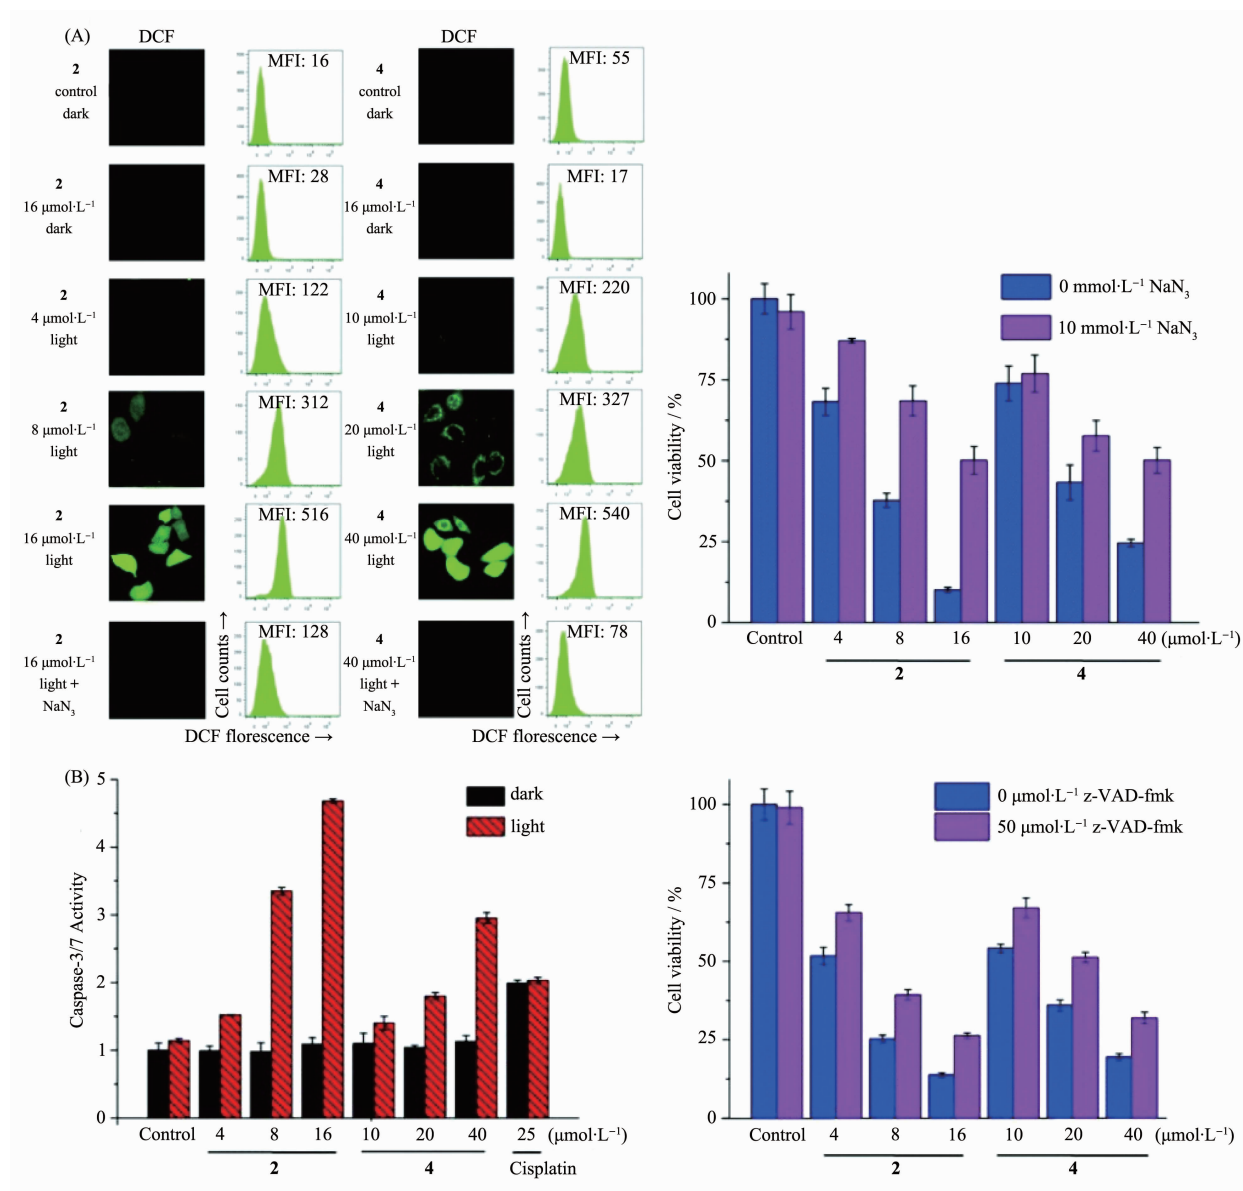 (A)
DCF
DCF
2
control
dark
MFI: 16
4
control
dark
MFI: 55
2
16 μmol·L⁻¹
dark
MFI: 28
4
16 μmol·L⁻¹
dark
MFI: 17
2
4 μmol·L⁻¹
light
MFI: 122
4
10 μmol·L⁻¹
light
MFI: 220
2
8 μmol·L⁻¹
light
MFI: 312
4
20 μmol·L⁻¹
light
MFI: 327
2
16 μmol·L⁻¹
light
MFI: 516
4
40 μmol·L⁻¹
light
MFI: 540
2
16 μmol·L⁻¹
light +
NaN₃
MFI: 128
4
40 μmol·L⁻¹
light +
NaN₃
MFI: 78
Cell counts →
Cell counts →
DCF florescence →
DCF florescence →
0 mmol·L⁻¹ NaN₃
10 mmol·L⁻¹ NaN₃
Cell viability / %
100
75
50
25
0
Control 4 8 16 10 20 40 (μmol·L⁻¹)
2 4
(B)
Caspase-3/7 Activity
5
4
3
2
1
0
dark
light
Control 4 8 16 10 20 40 25 (μmol·L⁻¹)
2 4 Cisplatin
0 μmol·L⁻¹ z-VAD-fmk
50 μmol·L⁻¹ z-VAD-fmk
Cell viability / %
100
75
50
25
0
Control 4 8 16 10 20 40 (μmol·L⁻¹)
2 4